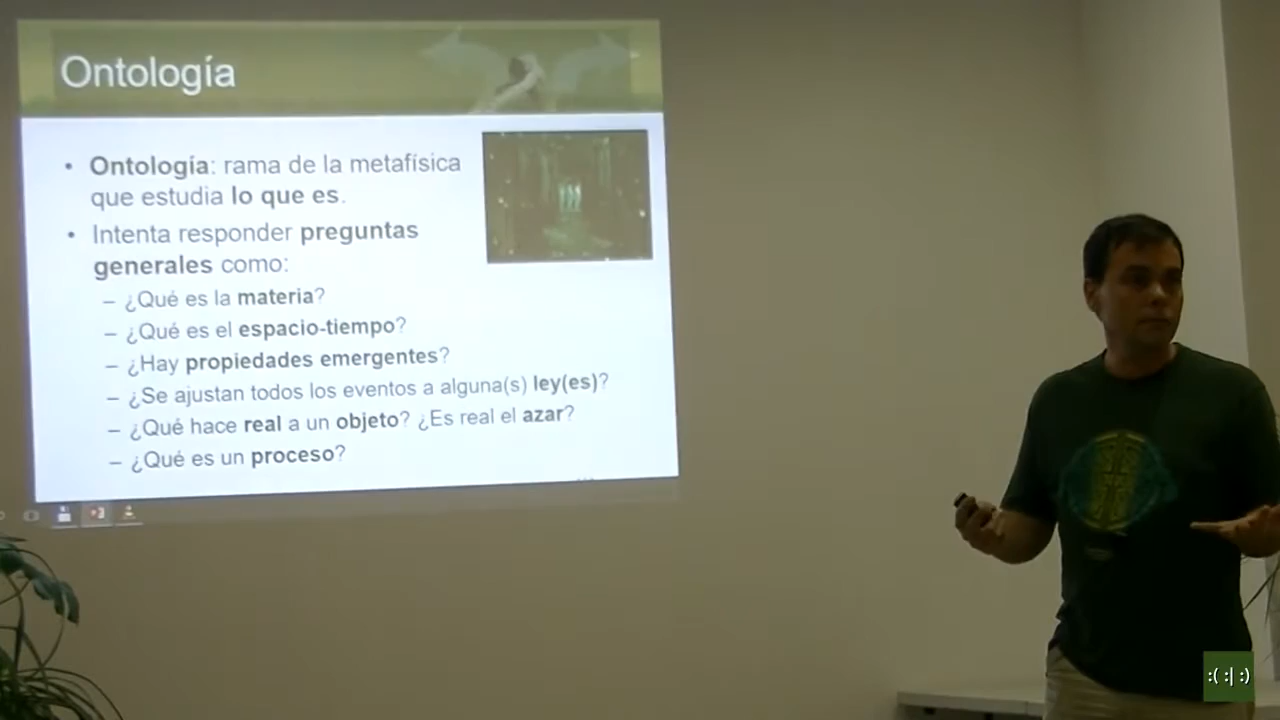 Ontología
• Ontología: rama de la metafísica
que estudia lo que es.
• Intenta responder preguntas
generales como:
– ¿Qué es la materia?
– ¿Qué es el espacio-tiempo?
– ¿Hay propiedades emergentes?
– ¿Se ajustan todos los eventos a alguna(s) ley(es)?
– ¿Qué hace real a un objeto? ¿Es real el azar?
– ¿Qué es un proceso?
:( :| :)